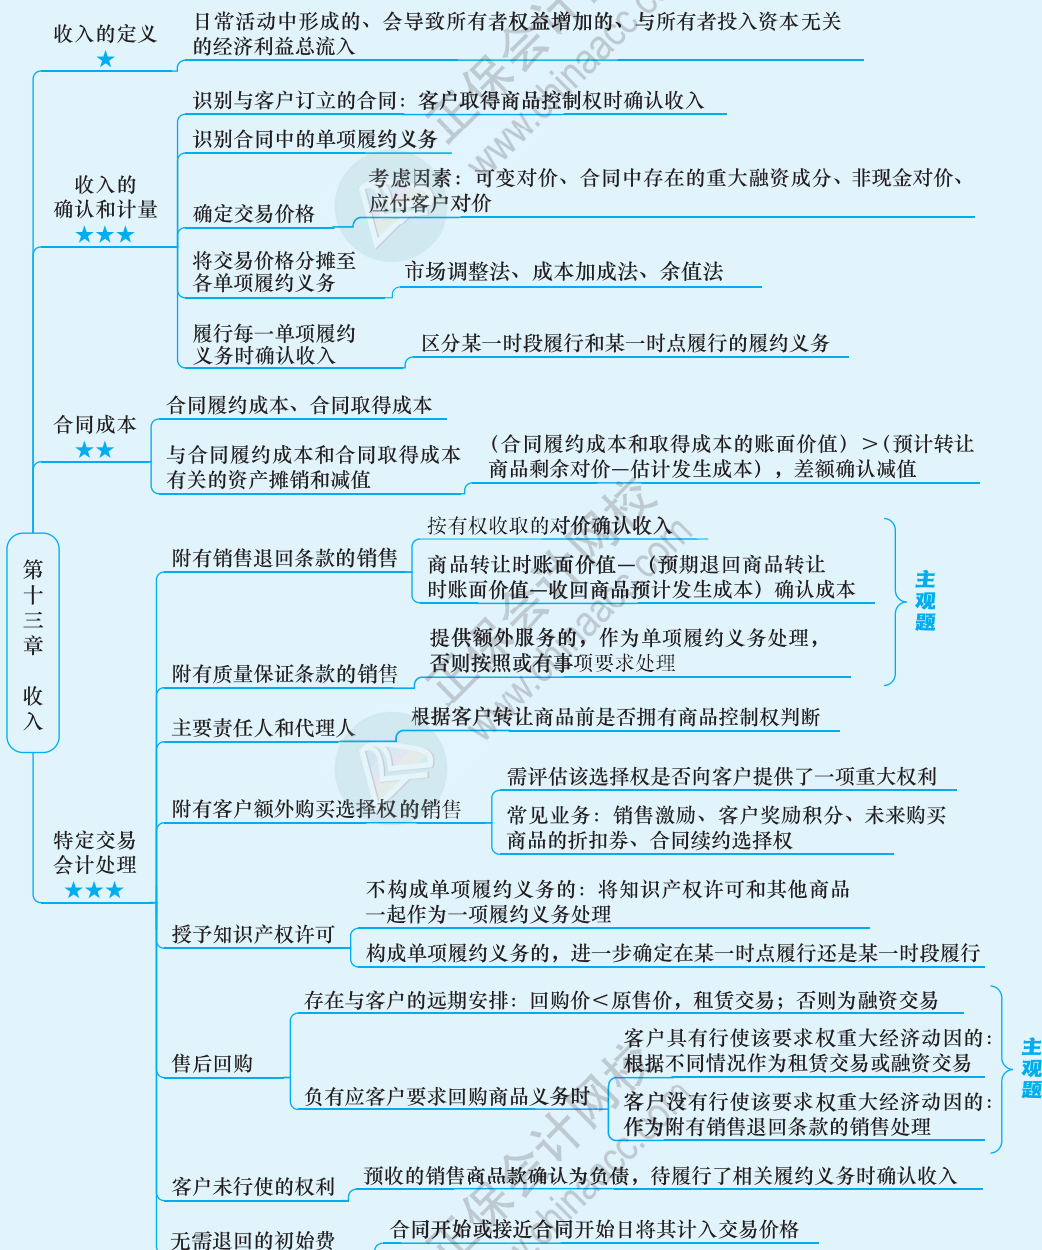 收入的定义
★
日常活动中形成的、会导致所有者权益增加的、与所有者投入资本无关
的经济利益总流入
收入的
确认和计量
★★★
识别与客户订立的合同：客户取得商品控制权时确认收入
识别合同中的单项履约义务
确定交易价格
考虑因素：可变对价、合同中存在的重大融资成分、非现金对价、
应付客户对价
将交易价格分摊至
各单项履约义务
市场调整法、成本加成法、余值法
履行每一单项履约
义务时确认收入
区分某一时段履行和某一时点履行的履约义务
合同成本
★★
合同履约成本、合同取得成本
与合同履约成本和合同取得成本
有关的资产摊销和减值
（合同履约成本和取得成本的账面价值）＞（预计转让
商品剩余对价—估计发生成本），差额确认减值
第十三章 收入
特定交易
会计处理
★★★
附有销售退回条款的销售
按有权收取的对价确认收入
商品转让时账面价值—（预期退回商品转让
时账面价值—收回商品预计发生成本）确认成本
附有质量保证条款的销售
提供额外服务的，作为单项履约义务处理，
否则按照或有事项要求处理
主观题
主要责任人和代理人
根据客户转让商品前是否拥有商品控制权判断
附有客户额外购买选择权的销售
需评估该选择权是否向客户提供了一项重大权利
常见业务：销售激励、客户奖励积分、未来购买
商品的折扣券、合同续约选择权
授予知识产权许可
不构成单项履约义务的：将知识产权许可和其他商品
一起作为一项履约义务处理
构成单项履约义务的，进一步确定在某一时点履行还是某一时段履行
售后回购
存在与客户的远期安排：回购价＜原售价，租赁交易；否则为融资交易
负有应客户要求回购商品义务时
客户具有行使该要求权重大经济动因的：
根据不同情况作为租赁交易或融资交易
客户没有行使该要求权重大经济动因的：
作为附有销售退回条款的销售处理
主观题
客户未行使的权利
预收的销售商品款确认为负债，待履行了相关履约义务时确认收入
无需退回的初始费
合同开始或接近合同开始日将其计入交易价格
正保会计网校
www.chinaacc.com
正保会计网校
www.chinaacc.com
正保会计网校
www.chinaacc.com